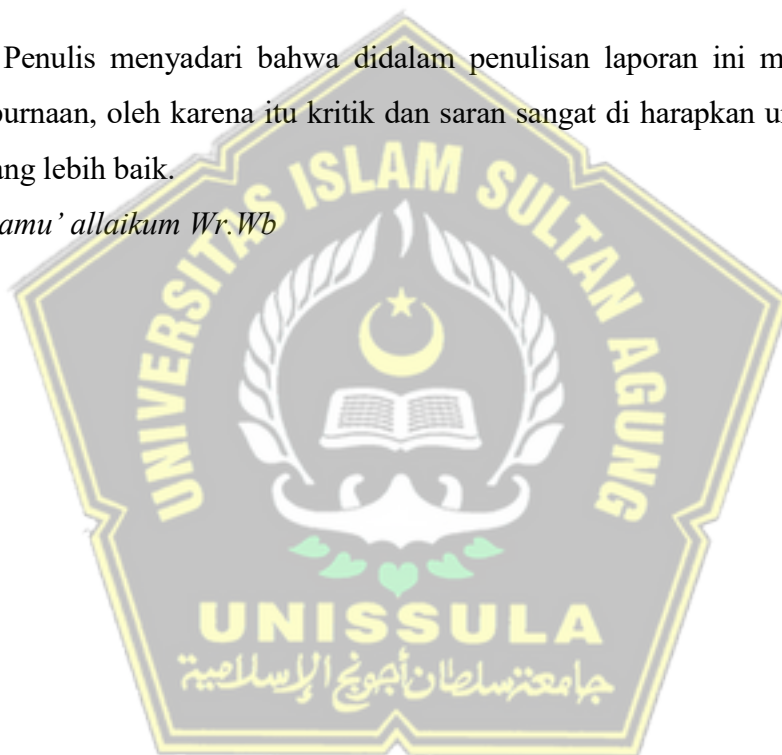 Penulis menyadari bahwa didalam penulisan laporan ini m
urnaan, oleh karena itu kritik dan saran sangat di harapkan u
ang lebih baik.
amu’ allaikum Wr.Wb
UNIVERSITAS ISLAM SULTAN AGUNG
UNISSULA
جامعة سلطان أجونج الإسلامية